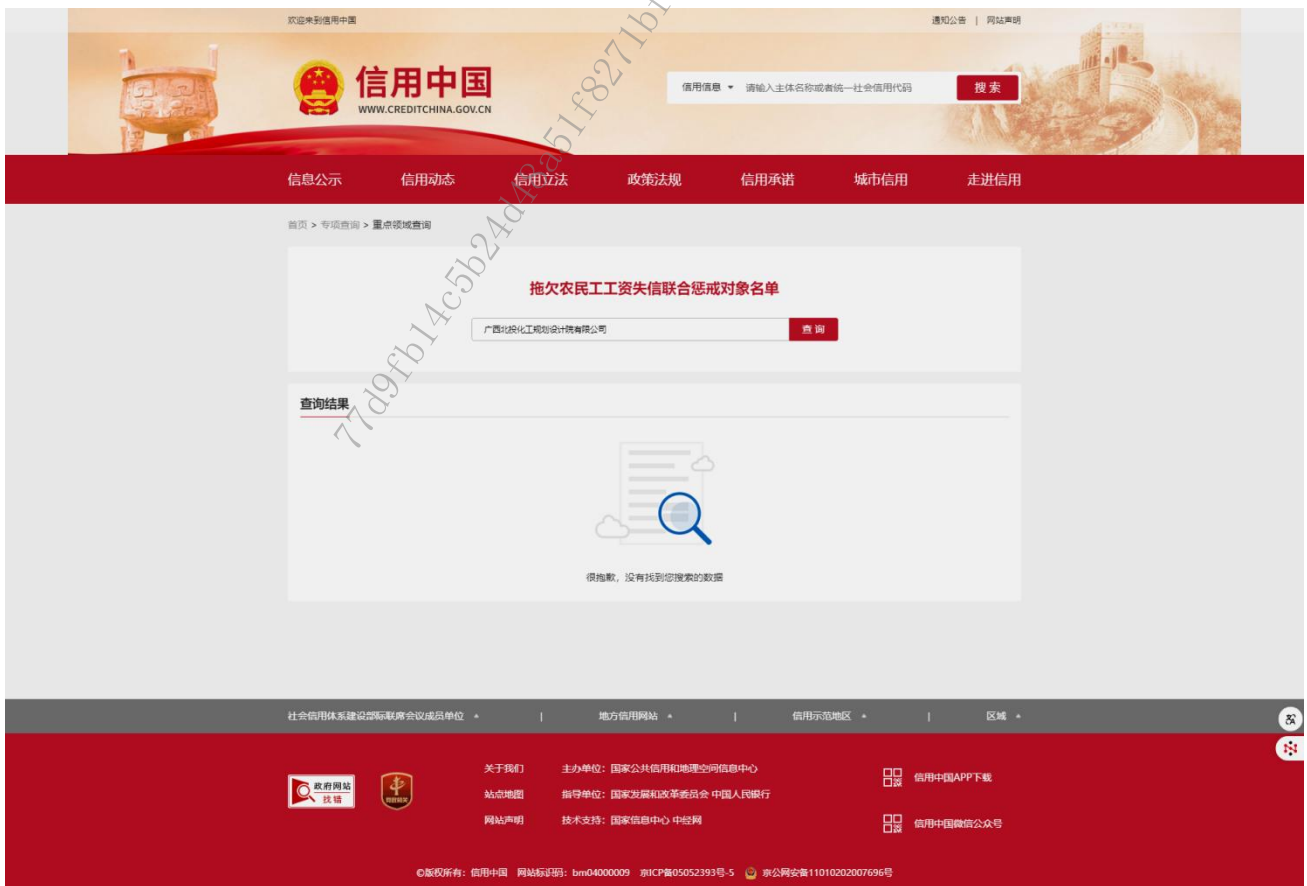 欢迎来到信用中国
通知公告 | 网站声明
信用中国
WWW.CREDITCHINA.GOV.CN
信用信息 请输入主体名称或者统一社会信用代码 搜索
信息公示 信用动态 信用立法 政策法规 信用承诺 城市信用 走进信用
首页 > 专项查询 > 重点领域查询
拖欠农民工工资失信联合惩戒对象名单
广西北投化工规划设计院有限公司 查询
查询结果
很抱歉，没有找到您搜索的数据
社会信用体系建设部际联席会议成员单位 | 地方信用网站 | 信用示范地区 | 区域
政府网站
找错
关于我们 主办单位：国家公共信用和地理空间信息中心
站点地图 指导单位：国家发展和改革委员会 中国人民银行
网站声明 技术支持：国家信息中心 中经网
信用中国APP下载
信用中国微信公众号
©版权所有：信用中国 网站标识码：bm04000009 京ICP备05052393号-5 京公网安备11010202007696号